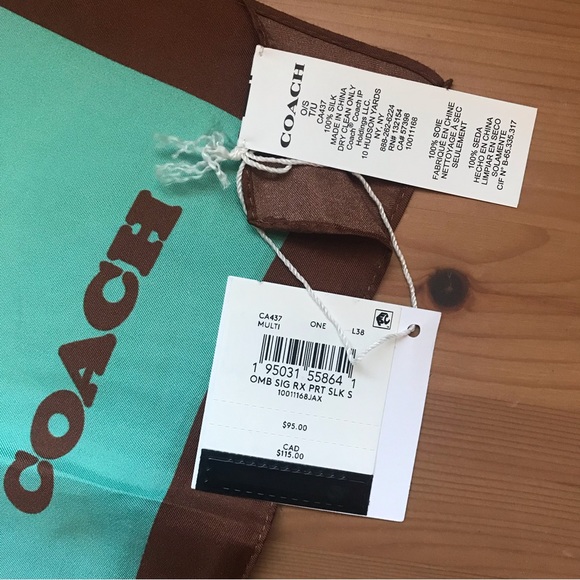 COACH
COACH
O/S
T/U
CA437
100% SILK
MADE IN CHINA
DRY CLEAN ONLY
Coach® Coach IP
Holdings LLC.
10 HUDSON YARDS
NY, NY
888-262-6224
RN# 132154
CA# 57398
10011168
100% SOIE
FABRIQUÉ EN CHINE
NETTOYAGE À SEC
SEULEMENT
100% SEDA
HECHO EN CHINA
LIMPIAR EN SECO
SOLAMENTE
CIF Nº B-65.335.317
CA437 ONE L38
MULTI
1 95031 55864 1
OMB SIG RX PRT SLK S
10011168JAX
$95.00
CAD
$115.00